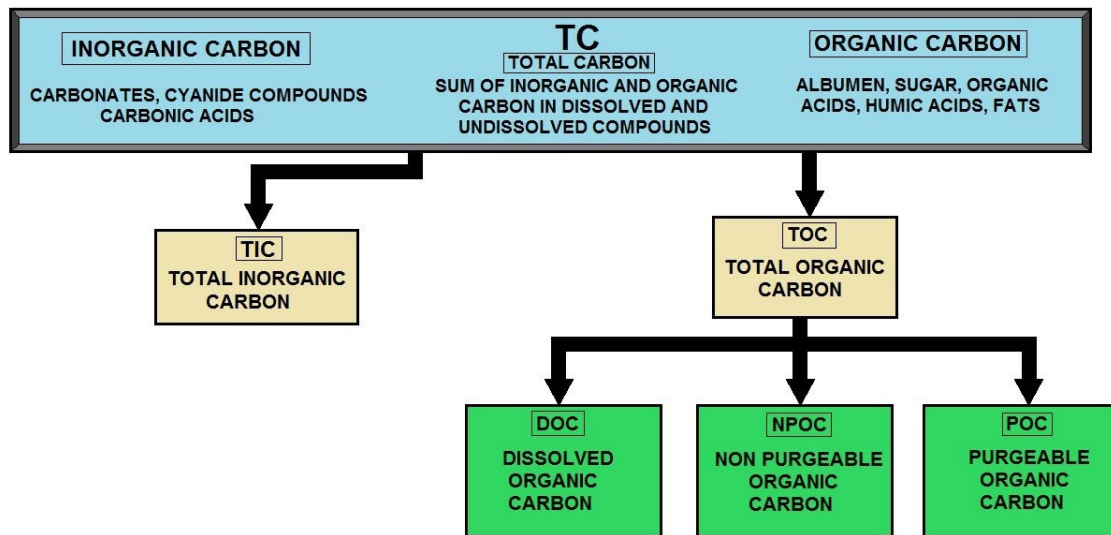 INORGANIC CARBON
CARBONATES, CYANIDE COMPOUNDS
CARBONIC ACIDS
TC
TOTAL CARBON
SUM OF INORGANIC AND ORGANIC
CARBON IN DISSOLVED AND
UNDISSOLVED COMPOUNDS
ORGANIC CARBON
ALBUMEN, SUGAR, ORGANIC
ACIDS, HUMIC ACIDS, FATS
TIC
TOTAL INORGANIC
CARBON
TOC
TOTAL ORGANIC
CARBON
DOC
DISSOLVED
ORGANIC
CARBON
NPOC
NON PURGEABLE
ORGANIC
CARBON
POC
PURGEABLE
ORGANIC
CARBON